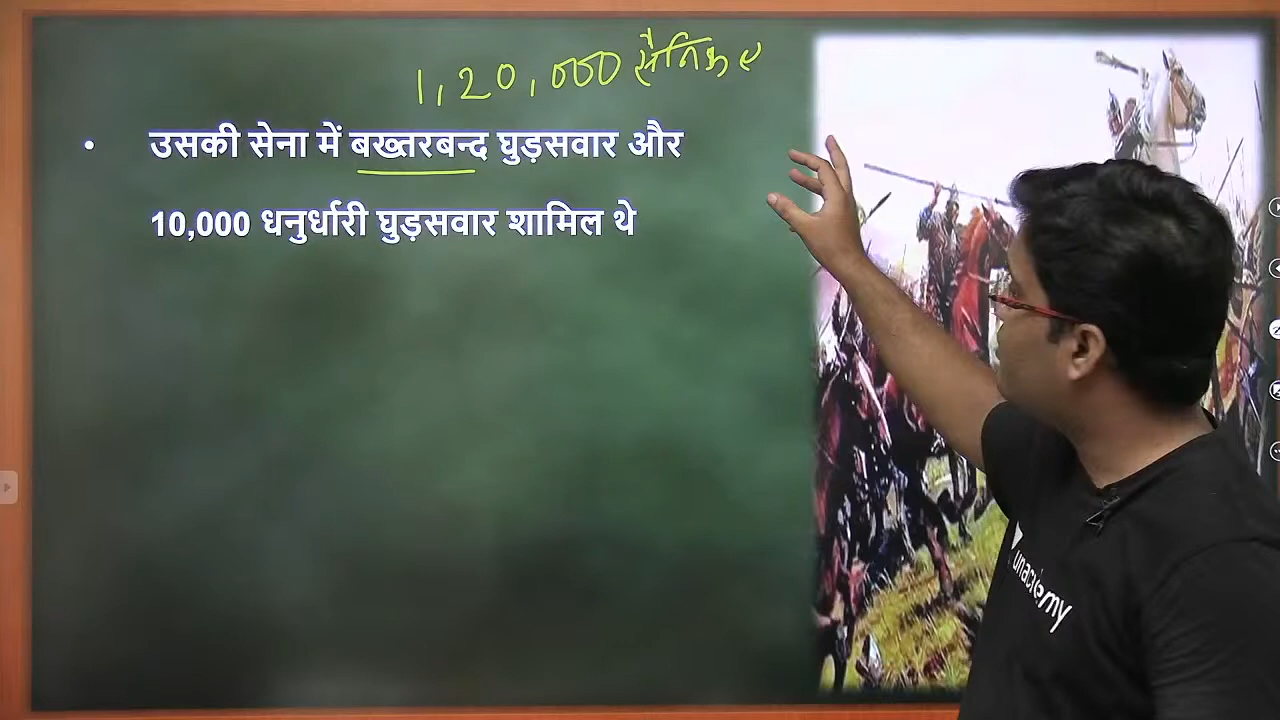 1,20,000 सैनिक
• उसकी सेना में बख्तरबन्द घुड़सवार और
10,000 धनुर्धारी घुड़सवार शामिल थे
unacademy